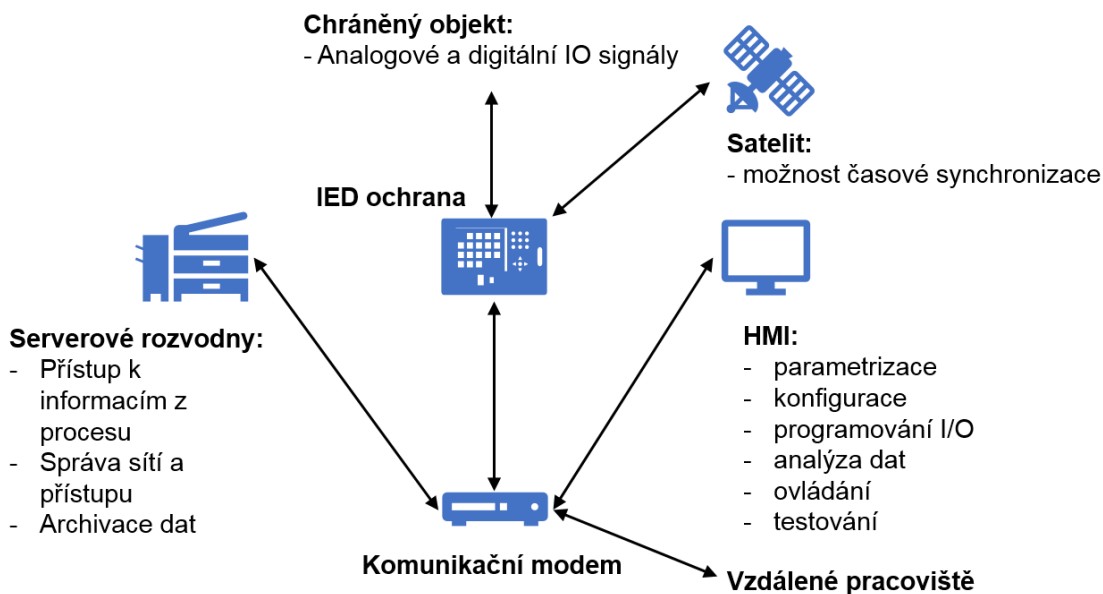 Chráněný objekt:
- Analogové a digitální IO signály
Satelit:
- možnost časové synchronizace
IED ochrana
Serverové rozvodny:
- Přístup k
informacím z
procesu
- Správa sítí a
přístupu
- Archivace dat
HMI:
- parametrizace
- konfigurace
- programování I/O
- analýza dat
- ovládání
- testování
Komunikační modem
Vzdálené pracoviště